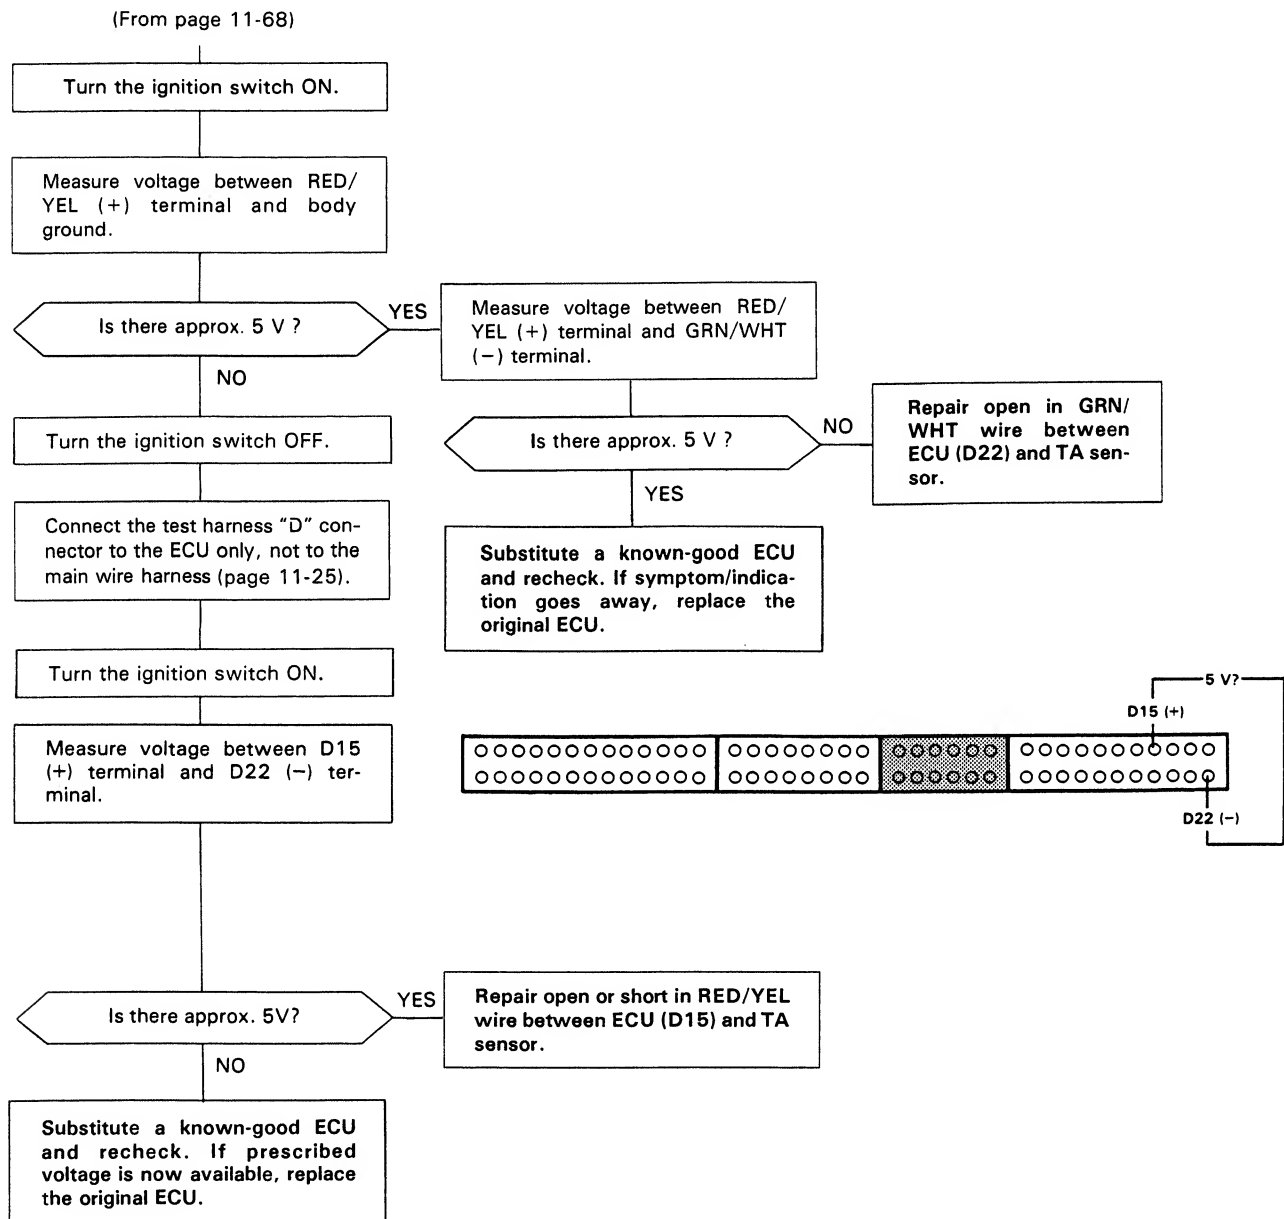 (From page 11-68)
Turn the ignition switch ON.
Measure voltage between RED/
YEL (+) terminal and body
ground.
Is there approx. 5 V ?
YES
NO
Measure voltage between RED/
YEL (+) terminal and GRN/WHT
(−) terminal.
Is there approx. 5 V ?
NO
YES
Repair open in GRN/
WHT wire between
ECU (D22) and TA sen-
sor.
Substitute a known-good ECU
and recheck. If symptom/indica-
tion goes away, replace the
original ECU.
Turn the ignition switch OFF.
Connect the test harness “D” con-
nector to the ECU only, not to the
main wire harness (page 11-25).
Turn the ignition switch ON.
Measure voltage between D15
(+) terminal and D22 (−) ter-
minal.
5 V?
D15 (+)
D22 (−)
Is there approx. 5V?
YES
NO
Repair open or short in RED/YEL
wire between ECU (D15) and TA
sensor.
Substitute a known-good ECU
and recheck. If prescribed
voltage is now available, replace
the original ECU.